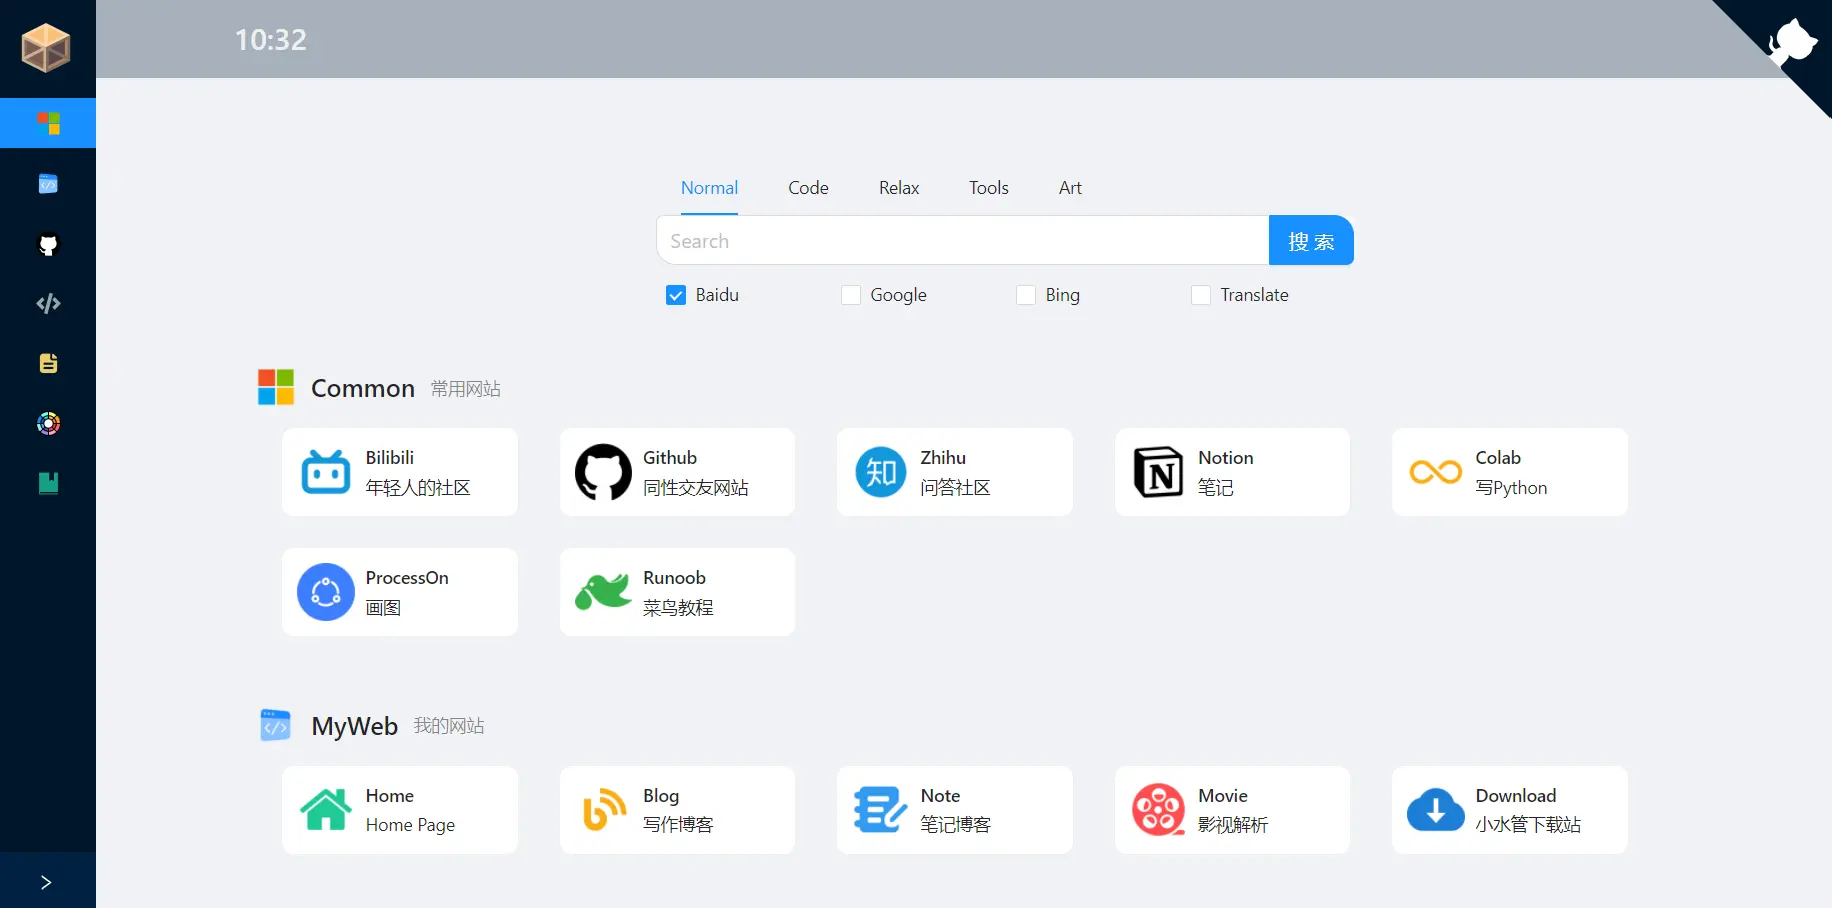 10:32
Normal Code Relax Tools Art
Search 搜 索
Baidu Google Bing Translate
Common 常用网站
Bilibili
年轻人的社区
Github
同性交友网站
知
Zhihu
问答社区
N
Notion
笔记
Colab
写Python
ProcessOn
画图
Runoob
菜鸟教程
MyWeb 我的网站
Home
Home Page
Blog
写作博客
Note
笔记博客
Movie
影视解析
Download
小水管下载站